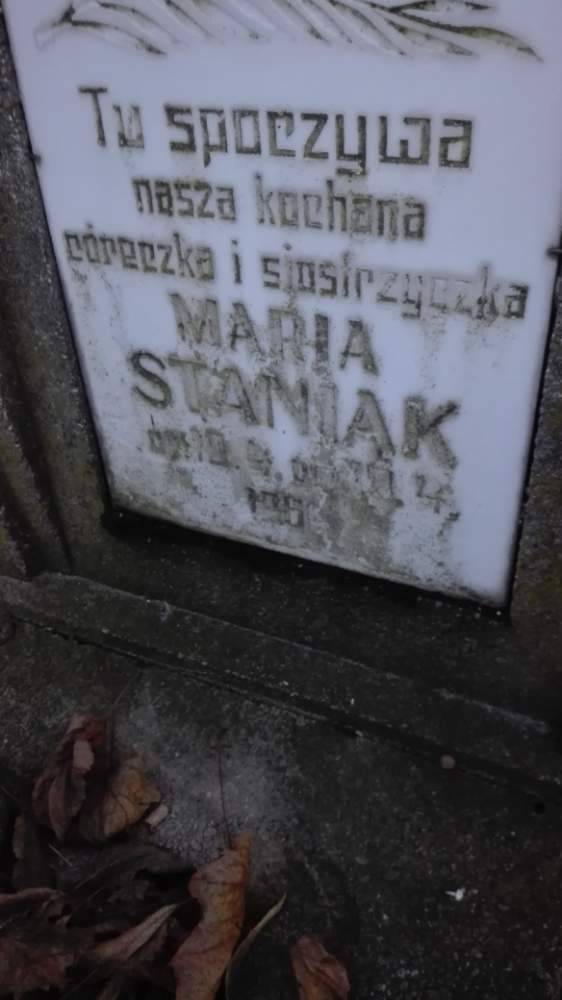 Tu spoczywa
nasza kochana
córeczka i siostrzyczka
MARIA
STANIAK